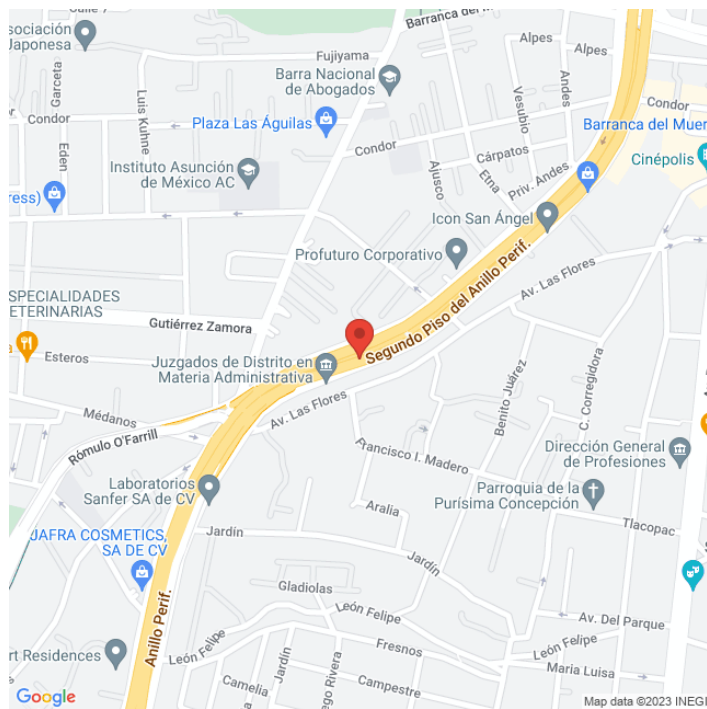 Calle 7
Asociación
Japonesa
Barranca del Mue
Alpes
Alpes
Fujiyama
Garceta
Luis Kuhne
Barra Nacional
de Abogados
Vesubio
Andes
Condor
Plaza Las Águilas
Condor
Condor
Barranca del Muer
Eden
Cárpatos
Cinépolis
Instituto Asunción
de México AC
Ajusco
Etna
Priv. Andes
ress)
Icon San Ángel
Profuturo Corporativo
Av. Las Flores
Segundo Piso del Anillo Perif.
SPECIALIDADES
ETERINARIAS
Gutiérrez Zamora
Esteros
Juzgados de Distrito en
Materia Administrativa
Benito Juárez
C. Corregidora
Médanos
Av. Las Flores
Rómulo O'Farrill
Francisco I. Madero
Dirección General
de Profesiones
Laboratorios
Sanfer SA de CV
Parroquia de la
Purísima Concepción
Aralia
Tlacopac
Jardín
Jardín
JAFRA COSMETICS,
SA DE CV
Gladiolas
León Felipe
Av. Del Parque
Anillo Perif.
León Felipe
Fresnos
León Felipe
rt Residences
Jardín
ego Rivera
Maria Luisa
Camelia
Campestre
Google
Map data ©2023 INEGI